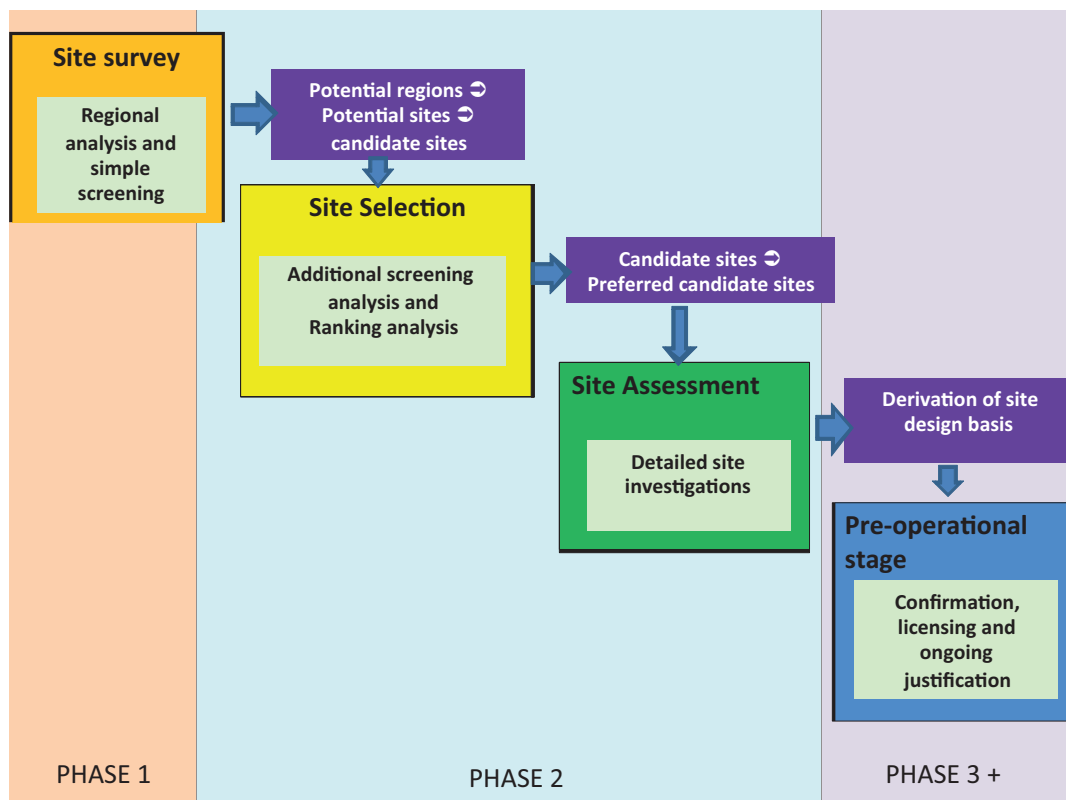 Site survey
Regional
analysis and
simple
screening
Potential regions ➲
Potential sites ➲
candidate sites
Site Selection
Additional screening
analysis and
Ranking analysis
Candidate sites ➲
Preferred candidate sites
Site Assessment
Detailed site
investigations
Derivation of site
design basis
Pre-operational
stage
Confirmation,
licensing and
ongoing
justification
PHASE 1
PHASE 2
PHASE 3 +